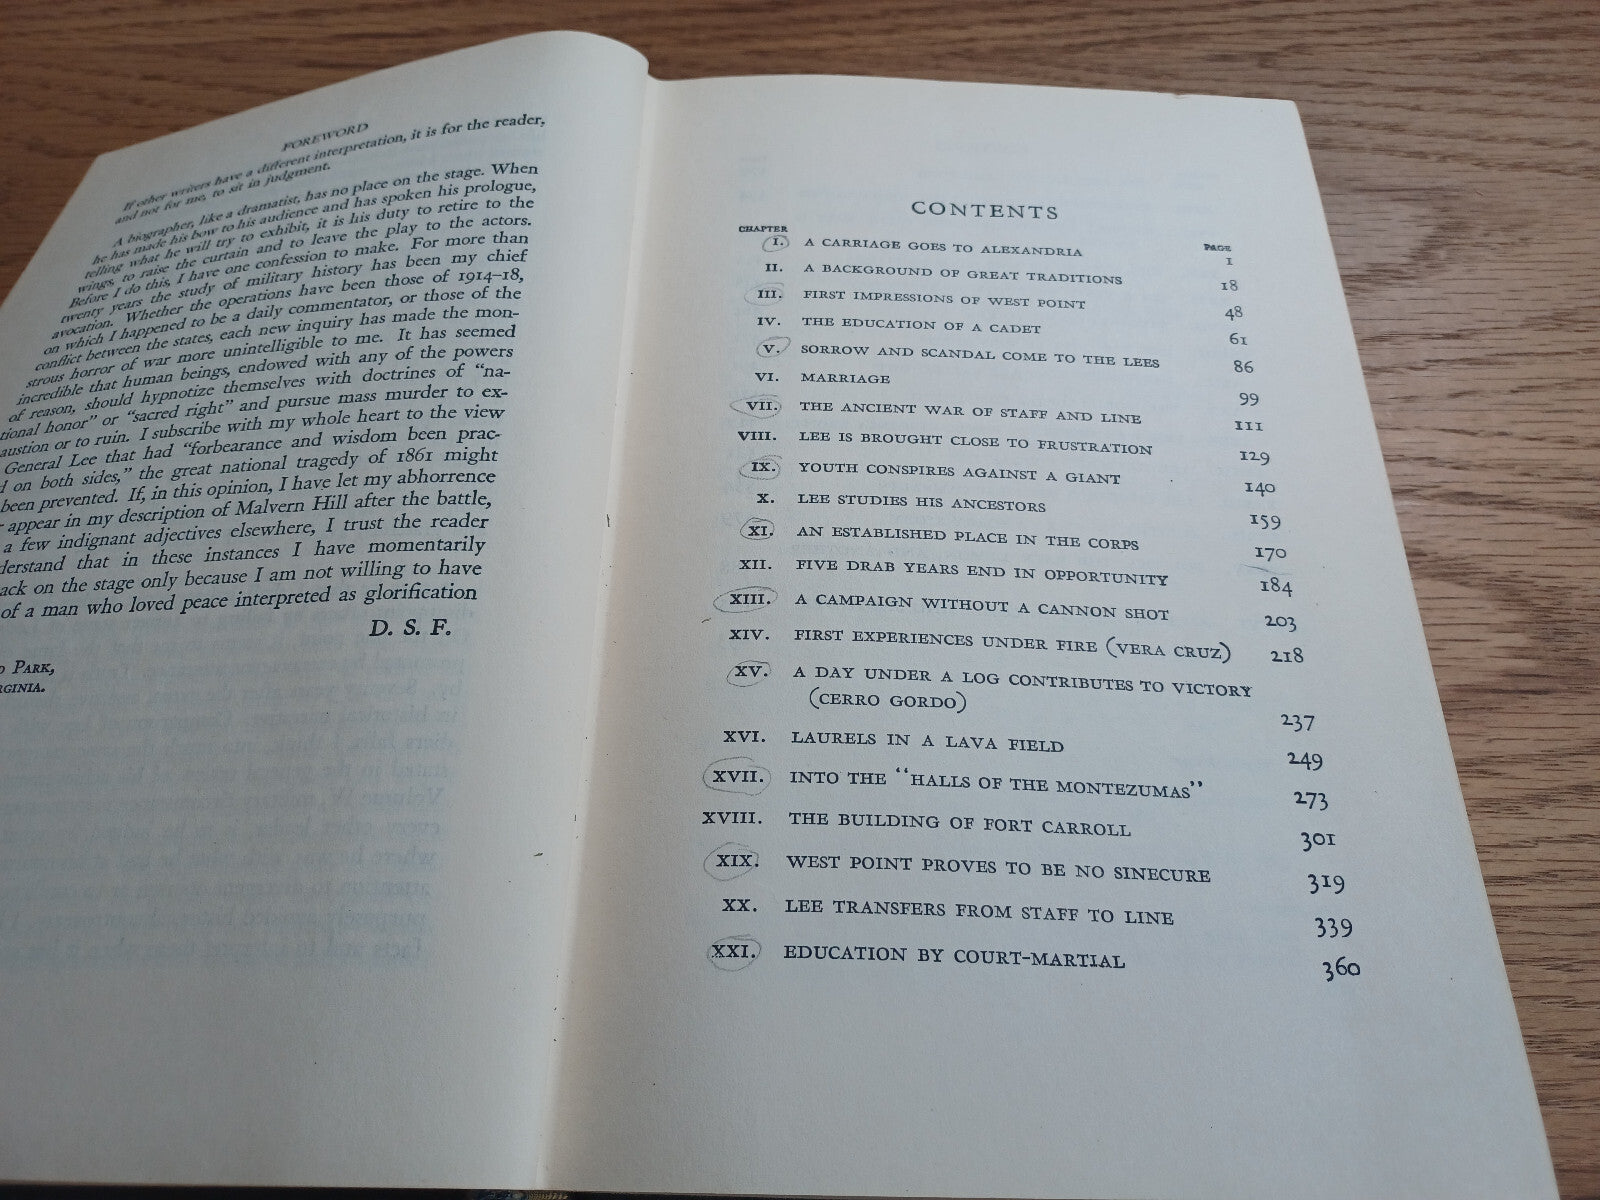 FOREWORD
If other writers have a different interpretation, it is for the reader,
and not for me, to sit in judgment.
A biographer, like a dramatist, has no place on the stage. When
he has made his bow to his audience and has spoken his prologue,
telling what he will try to exhibit, it is his duty to retire to the
wings, to raise the curtain and to leave the play to the actors.
Before I do this, I have one confession to make. For more than
twenty years the study of military history has been my chief
avocation. Whether the operations have been those of 1914–18,
on which I happened to be a daily commentator, or those of the
conflict between the states, each new inquiry has made the mon-
strous horror of war more unintelligible to me. It has seemed
incredible that human beings, endowed with any of the powers
of reason, should hypnotize themselves with doctrines of "na-
tional honor" or "sacred right" and pursue mass murder to ex-
austion or to ruin. I subscribe with my whole heart to the view
General Lee that had "forbearance and wisdom been prac-
on both sides," the great national tragedy of 1861 might
been prevented. If, in this opinion, I have let my abhorrence
appear in my description of Malvern Hill after the battle,
a few indignant adjectives elsewhere, I trust the reader
derstand that in these instances I have momentarily
ack on the stage only because I am not willing to have
of a man who loved peace interpreted as glorification
D. S. F.
PARK,
RGINIA.
CONTENTS
CHAPTER PAGE
I. A CARRIAGE GOES TO ALEXANDRIA 1
II. A BACKGROUND OF GREAT TRADITIONS 18
III. FIRST IMPRESSIONS OF WEST POINT 48
IV. THE EDUCATION OF A CADET 61
V. SORROW AND SCANDAL COME TO THE LEES 86
VI. MARRIAGE 99
VII. THE ANCIENT WAR OF STAFF AND LINE 111
VIII. LEE IS BROUGHT CLOSE TO FRUSTRATION 129
IX. YOUTH CONSPIRES AGAINST A GIANT 140
X. LEE STUDIES HIS ANCESTORS 159
XI. AN ESTABLISHED PLACE IN THE CORPS 170
XII. FIVE DRAB YEARS END IN OPPORTUNITY 184
XIII. A CAMPAIGN WITHOUT A CANNON SHOT 203
XIV. FIRST EXPERIENCES UNDER FIRE (VERA CRUZ) 218
XV. A DAY UNDER A LOG CONTRIBUTES TO VICTORY
(CERRO GORDO) 237
XVI. LAURELS IN A LAVA FIELD 249
XVII. INTO THE "HALLS OF THE MONTEZUMAS" 273
XVIII. THE BUILDING OF FORT CARROLL 301
XIX. WEST POINT PROVES TO BE NO SINECURE 319
XX. LEE TRANSFERS FROM STAFF TO LINE 339
XXI. EDUCATION BY COURT-MARTIAL 360